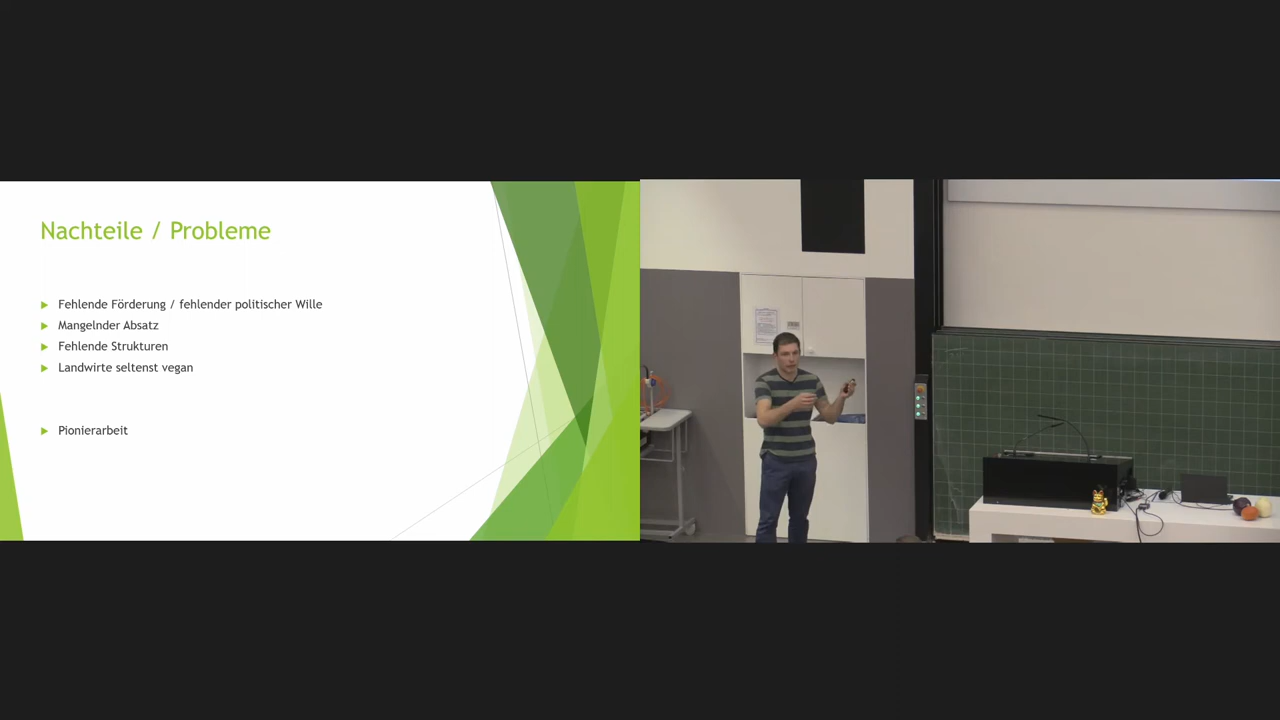 Nachteile / Probleme
Fehlende Förderung / fehlender politischer Wille
Mangelnder Absatz
Fehlende Strukturen
Landwirte seltenst vegan
Pionierarbeit